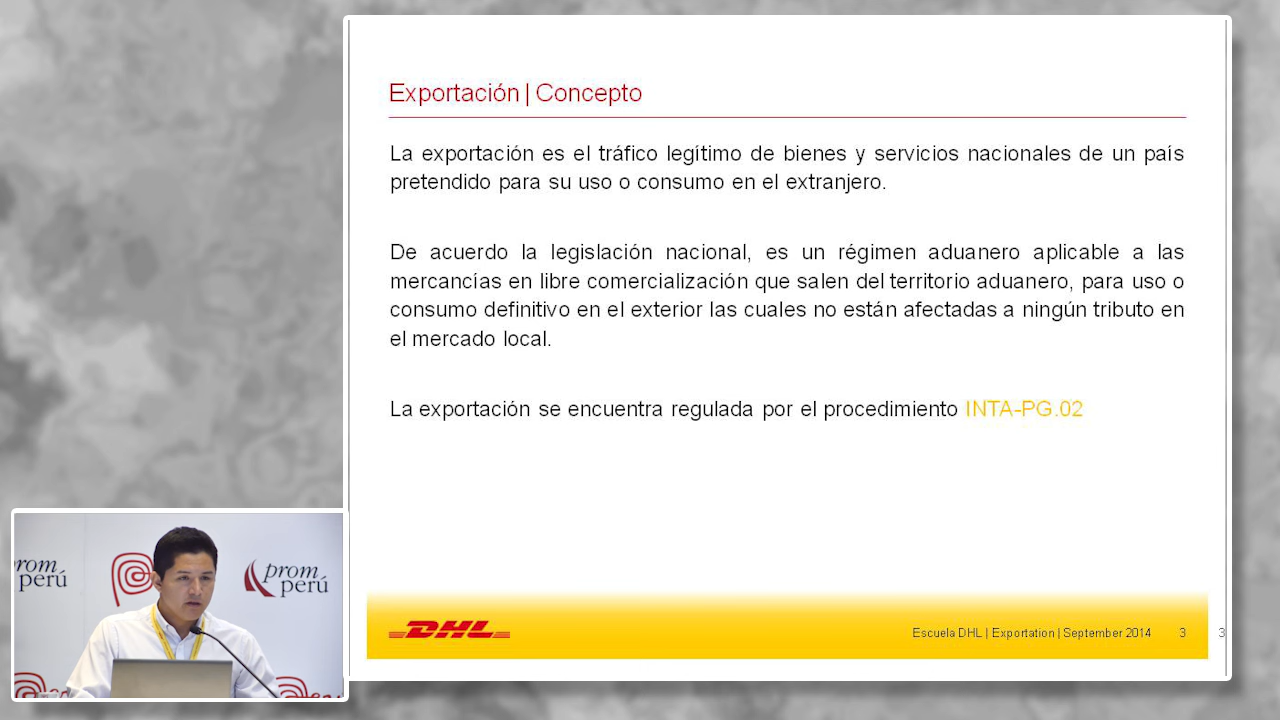 Exportación | Concepto
La exportación es el tráfico legítimo de bienes y servicios nacionales de un país
pretendido para su uso o consumo en el extranjero.
De acuerdo la legislación nacional, es un régimen aduanero aplicable a las
mercancías en libre comercialización que salen del territorio aduanero, para uso o
consumo definitivo en el exterior las cuales no están afectadas a ningún tributo en
el mercado local.
La exportación se encuentra regulada por el procedimiento INTA-PG.02
DHL
Escuela DHL | Exportation | September 2014 3 3
perú
prom
perú